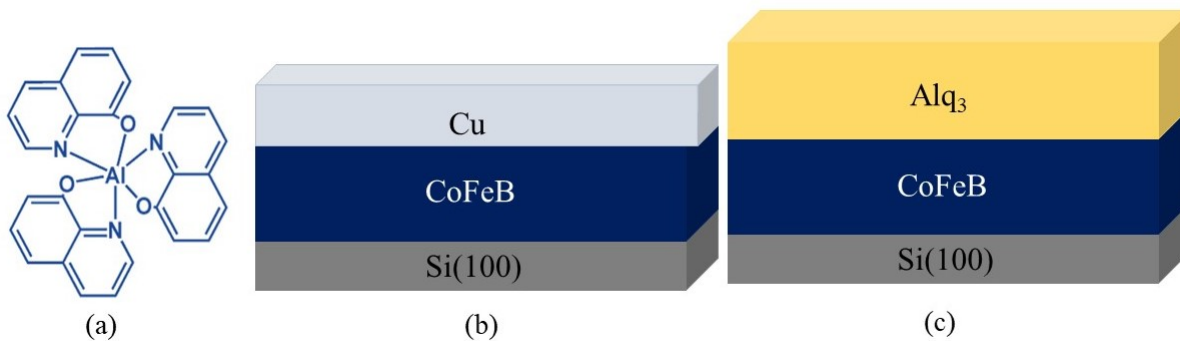 O
N
N
Al
O
O
N
(a)
Cu
CoFeB
Si(100)
(b)
Alq₃
CoFeB
Si(100)
(c)